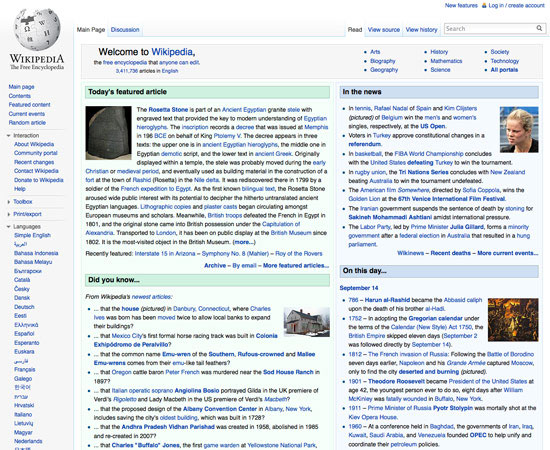 New features Log in / create account
Main Page Discussion Read View source View history Search
WIKIPEDIA
The Free Encyclopedia
Main page
Contents
Featured content
Current events
Random article
Interaction
About Wikipedia
Community portal
Recent changes
Contact Wikipedia
Donate to Wikipedia
Help
Toolbox
Print/export
Languages
Simple English
العربية
Bahasa Indonesia
Bahasa Melayu
Български
Català
Česky
Dansk
Deutsch
Eesti
Ελληνικά
Español
Esperanto
Euskara
فارسی
Français
Galego
한국어
עברית
Hrvatski
Italiano
Lietuvių
Magyar
Nederlands
Welcome to Wikipedia,
the free encyclopedia that anyone can edit.
3,411,738 articles in English
Arts
Biography
Geography
History
Mathematics
Science
Society
Technology
All portals
Today's featured article
The Rosetta Stone is part of an Ancient Egyptian granite stele with
engraved text that provided the key to modern understanding of Egyptian
hieroglyphs. The inscription records a decree that was issued at Memphis
in 196 BCE on behalf of King Ptolemy V. The decree appears in three
texts: the upper one is in ancient Egyptian hieroglyphs, the middle one in
Egyptian demotic script, and the lower text in ancient Greek. Originally
displayed within a temple, the stele was probably moved during the early
Christian or medieval period, and eventually used as building material in the construction of a
fort at the town of Rashid (Rosetta) in the Nile delta. It was rediscovered there in 1799 by a
soldier of the French expedition to Egypt. As the first known bilingual text, the Rosetta Stone
aroused wide public interest with its potential to decipher the hitherto untranslated ancient
Egyptian languages. Lithographic copies and plaster casts began circulating amongst
European museums and scholars. Meanwhile, British troops defeated the French in Egypt in
1801, and the original stone came into British possession under the Capitulation of
Alexandria. Transported to London, it has been on public display at the British Museum since
1802. It is the most-visited object in the British Museum. (more...)
Recently featured: Interstate 15 in Arizona – Symphony No. 8 (Mahler) – Roy of the Rovers
Archive – By email – More featured articles...
Did you know...
From Wikipedia's newest articles:
... that the house (pictured) in Danbury, Connecticut, where Charles
Ives was born has been moved twice to allow local banks to expand
their buildings?
... that Mexico City's first formal horse racing track was built in Colonia
Exhipódromo de Peralvillo?
... that the common name Emu-wren of the Southern, Rufous-crowned and Mallee
Emu-wrens comes from their emu-like tail feathers?
... that Oregon cattle baron Peter French was murdered near the Sod House Ranch in
1897?
... that Italian operatic soprano Angiolina Bosio portrayed Gilda in the UK premiere of
Verdi's Rigoletto and Lady Macbeth in the US premiere of Verdi's Macbeth?
... that the proposed design of the Albany Convention Center in Albany, New York,
includes saving the city's oldest building, which was built in 1728?
... that the Andhra Pradesh Vidhan Parishad was created in 1958, abolished in 1985
and re-created in 2007?
... that Charles "Buffalo" Jones, the first game warden at Yellowstone National Park,
In the news
In tennis, Rafael Nadal of Spain and Kim Clijsters
(pictured) of Belgium win the men's and women's
singles, respectively, at the US Open.
Voters in Turkey approve constitutional changes in a
referendum.
In basketball, the FIBA World Championship concludes
with the United States defeating Turkey to win the tournament.
In rugby union, the Tri Nations Series concludes with New Zealand
beating Australia to win the tournament undefeated.
The American film Somewhere, directed by Sofia Coppola, wins the
Golden Lion at the 67th Venice International Film Festival.
The Iranian government suspends the sentence of death by stoning for
Sakineh Mohammadi Ashtiani amidst international pressure.
The Labor Party, led by Prime Minister Julia Gillard, forms a minority
government after a federal election in Australia that resulted in a hung
parliament.
Wikinews – Recent deaths – More current events...
On this day...
September 14
786 – Harun al-Rashid became the Abbasid caliph
upon the death of his brother al-Hadi.
1752 – In adopting the Gregorian calendar under
the terms of the Calendar (New Style) Act 1750, the
British Empire skipped eleven days (September 2
was followed directly by September 14).
1812 – The French invasion of Russia: Following the Battle of Borodino
seven days earlier, Napoleon and his Grande Armée captured Moscow,
only to find the city deserted and burning (pictured).
1901 – Theodore Roosevelt became President of the United States at
age 42, the youngest person ever to do so, eight days after William
McKinley was fatally wounded in Buffalo, New York.
1911 – Prime Minister of Russia Pyotr Stolypin was mortally shot at the
Kiev Opera House.
1960 – At a conference held in Baghdad, the governments of Iran, Iraq,
Kuwait, Saudi Arabia, and Venezuela founded OPEC to help unify and
coordinate their petroleum policies.